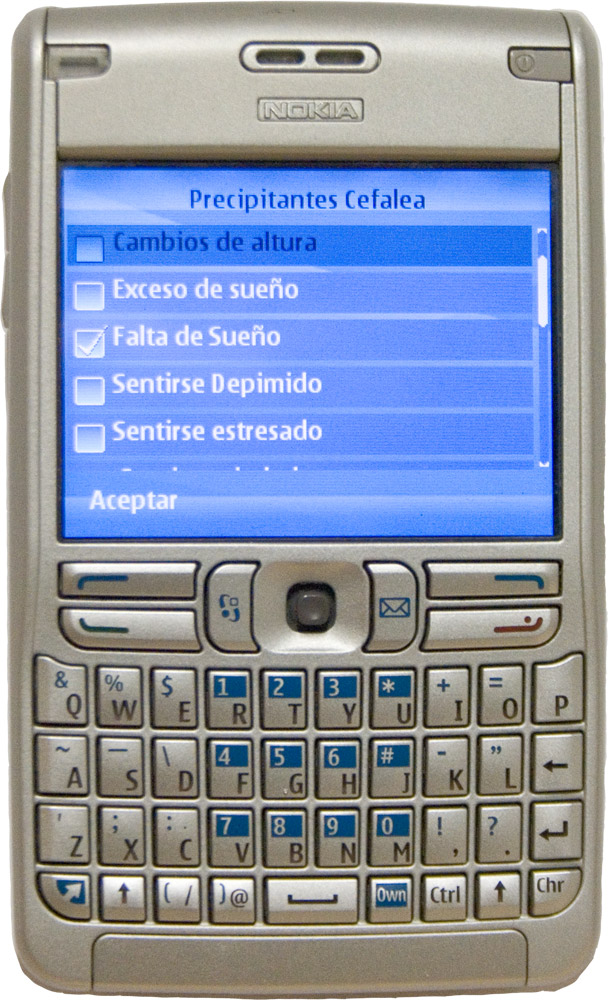 NOKIA
Precipitantes Cefalea
Cambios de altura
Exceso de sueño
Falta de Sueño
Sentirse Depimido
Sentirse estresado
Aceptar
& Q % W $ E 1 R 2 T 3 Y * U + I = O P
~ A — S \ D 4 F 5 G 6 H # J - K " L ←
' Z ; X : C 7 V 8 B 9 N 0 M ! , ? . ↵
↑ ( / ) @ Own Ctrl ↑ Chr